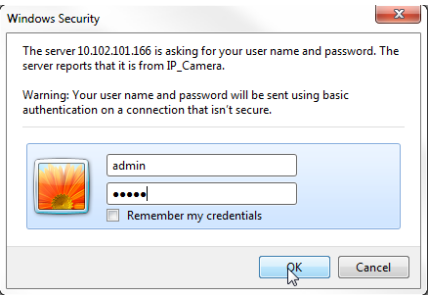 Windows Security
The server 10.102.101.166 is asking for your user name and password. The
server reports that it is from IP_Camera.
Warning: Your user name and password will be sent using basic
authentication on a connection that isn't secure.
admin
•••••
Remember my credentials
OK
Cancel